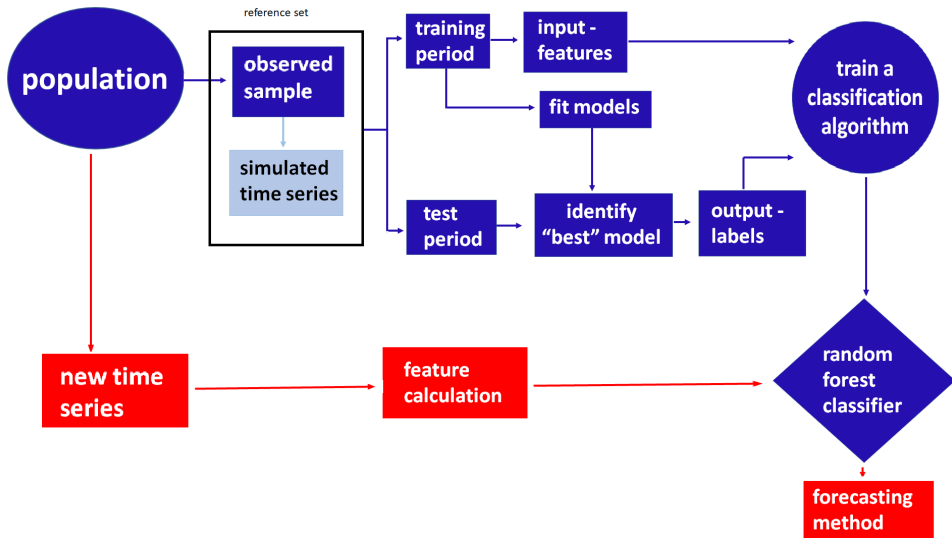 reference set
population
observed
sample
simulated
time series
training
period
input -
features
fit models
test
period
identify
“best” model
output -
labels
train a
classification
algorithm
new time
series
feature
calculation
random
forest
classifier
forecasting
method